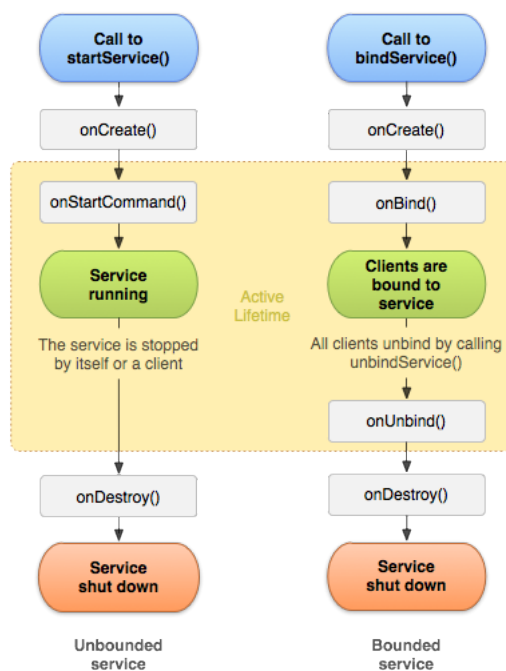 Call to
startService()
onCreate()
onStartCommand()
Service
running
The service is stopped
by itself or a client
onDestroy()
Service
shut down
Unbounded
service
Active
Lifetime
Call to
bindService()
onCreate()
onBind()
Clients are
bound to
service
All clients unbind by calling
unbindService()
onUnbind()
onDestroy()
Service
shut down
Bounded
service